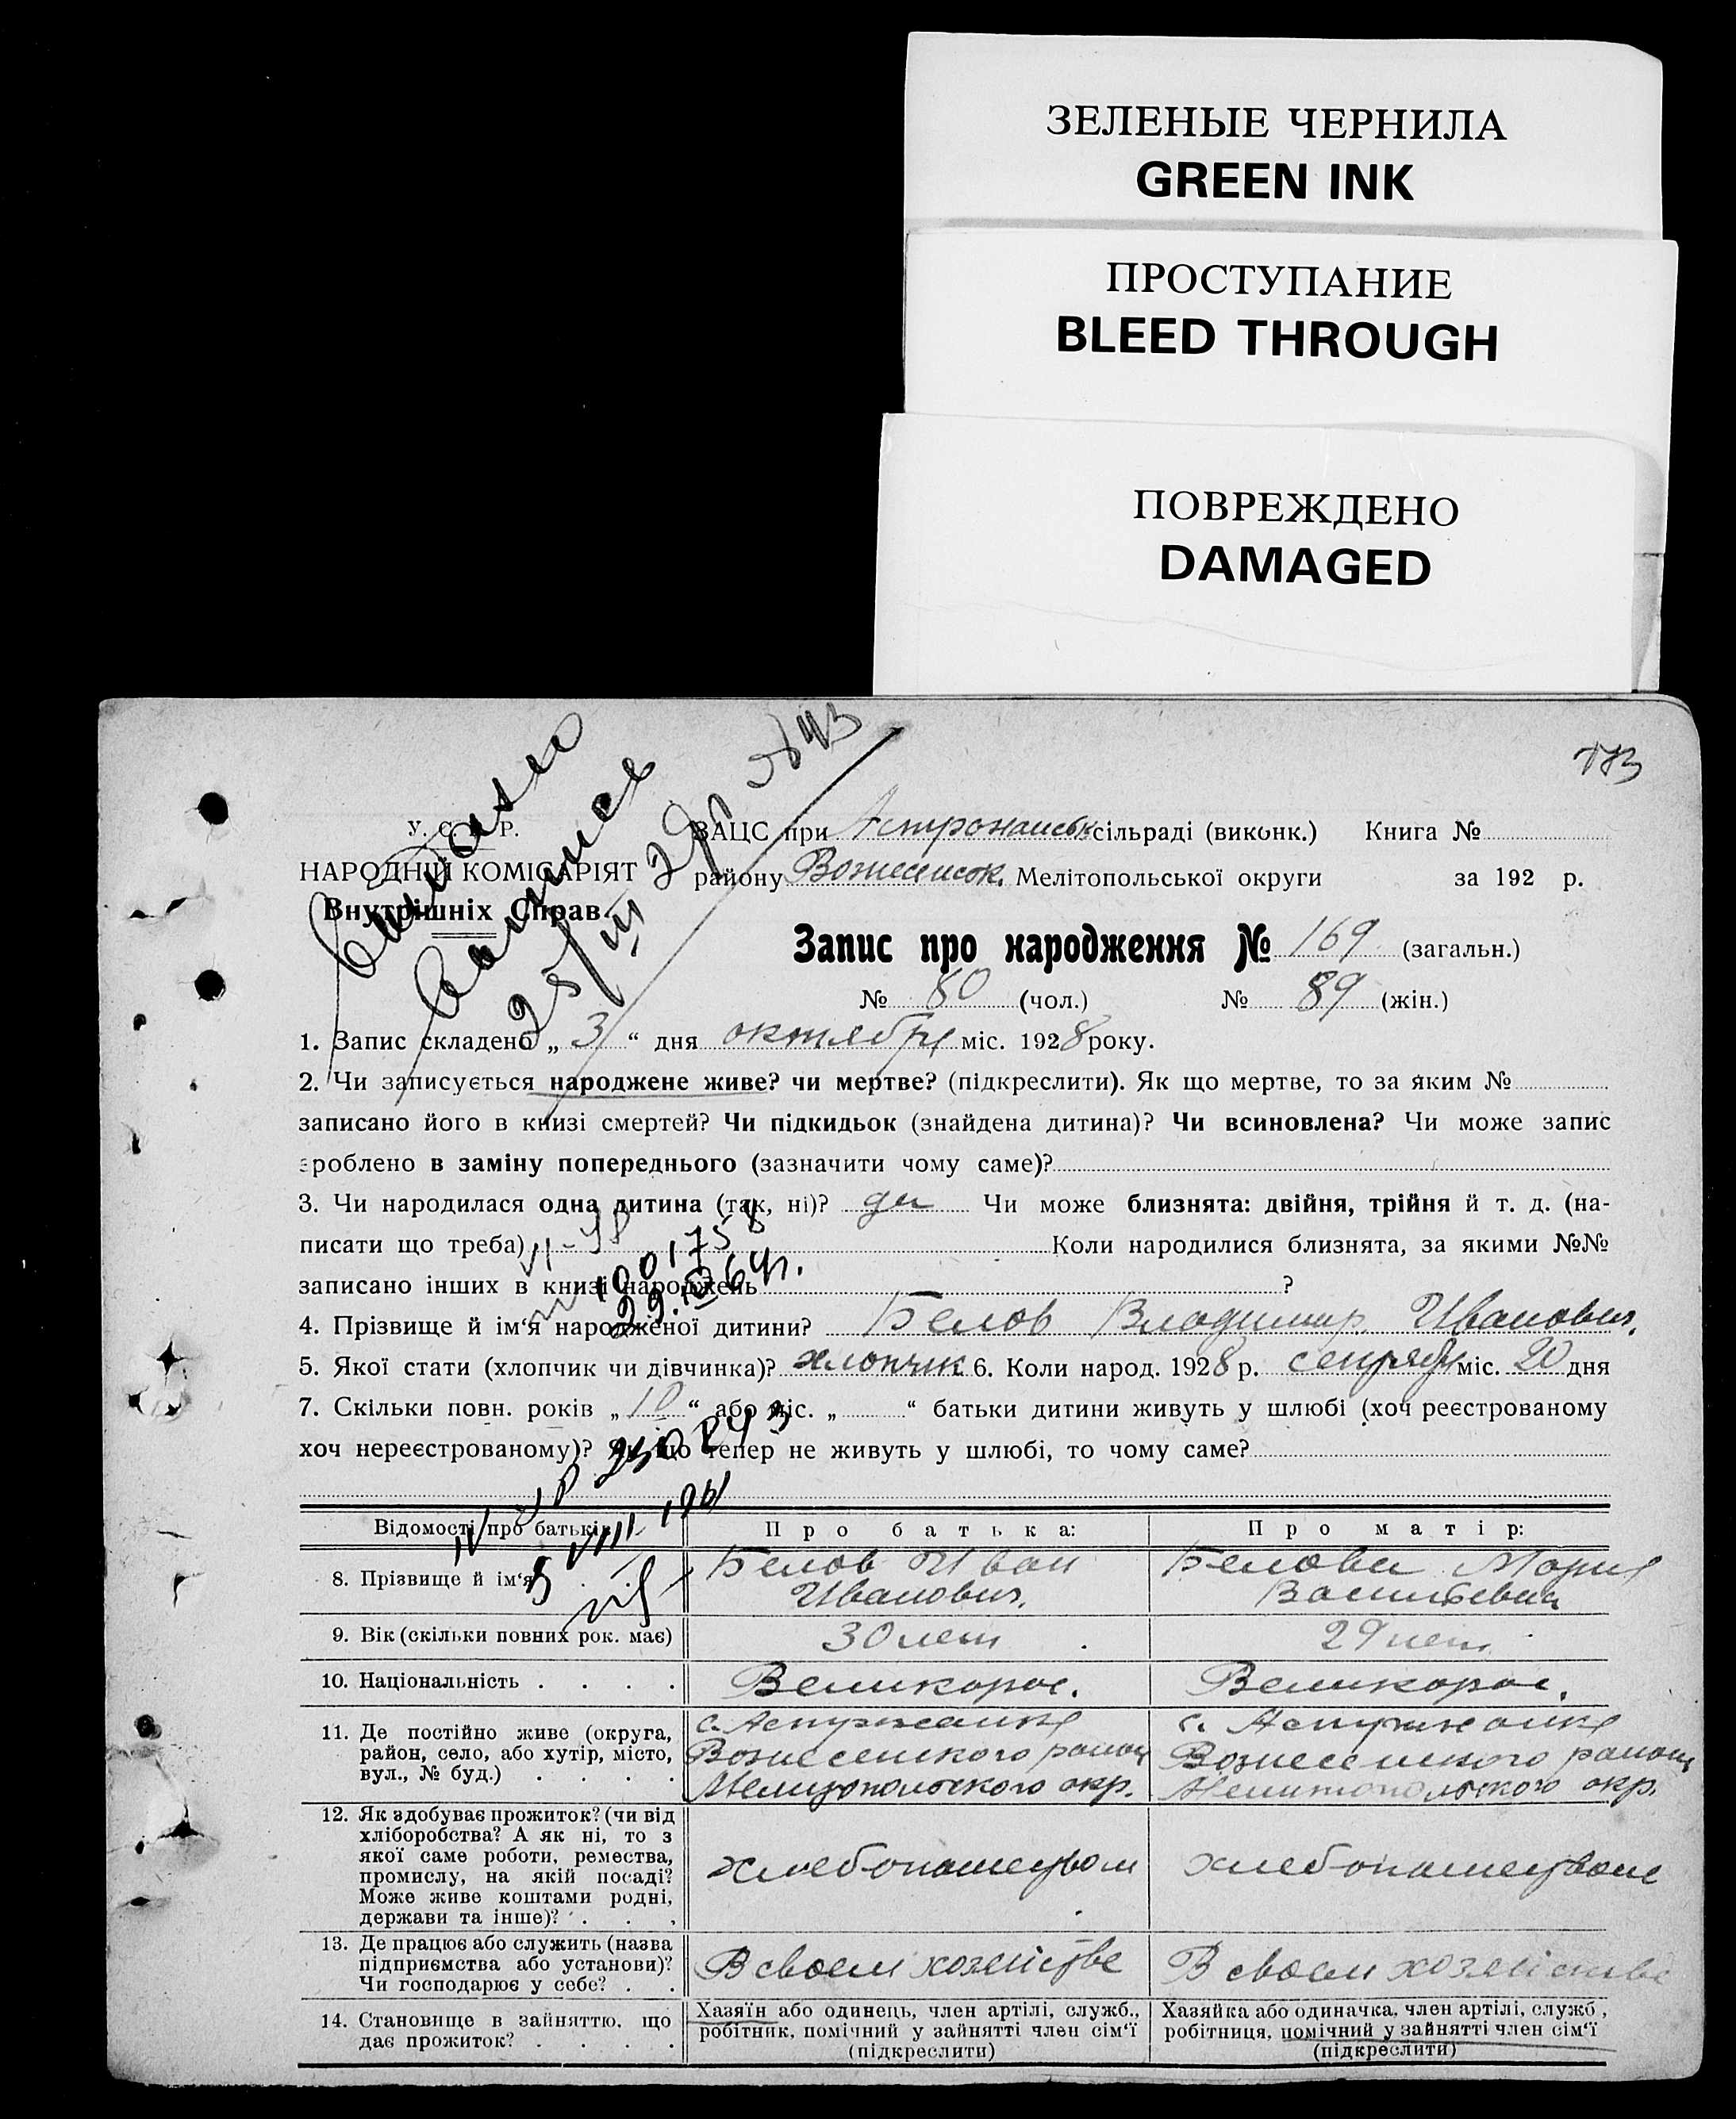 ЗЕЛЕНЫЕ ЧЕРНИЛА
GREEN INK
ПРОСТУПАНИЕ
BLEED THROUGH
ПОВРЕЖДЕНО
DAMAGED
У. С. Р. Р.
НАРОДНІЙ КОМІСАРІЯТ
Внутрішніх Справ.
ЗАЦС при сільраді (виконк.) Книга №
району Вознесенск. Мелітопольської округи за 192 р.
Запис про народження № 169 (загальн.)
№ 80 (чол.) № 89 (жін.)
1. Запис складено „ 3 “ дня октября міс. 1928 року.
2. Чи записується народжене живе? чи мертве? (підкреслити). Як що мертве, то за яким №
записано його в книзі смертей? Чи підкидьок (знайдена дитина)? Чи всиновлена? Чи може запис
зроблено в заміну попереднього (зазначити чому саме)?
3. Чи народилася одна дитина (так, ні)? да Чи може близнята: двійня, трійня й т. д. (на-
писати що треба) Коли народилися близнята, за якими №№
записано інших в книзі народжень ?
29.IV 64 р.
4. Прізвище й ім‘я народженої дитини? Белов Владимир Иванович.
5. Якої стати (хлопчик чи дівчинка)? хлопчик 6. Коли народ. 1928 р. міс. 20 дня
7. Скільки повн. років „ 10 “ або міс. „ “ батьки дитини живуть у шлюбі (хоч реєстрованому
хоч нереєстрованому)? Як що тепер не живуть у шлюбі, то чому саме?
Відомості про батьків Про батька: Про матір:
8. Прізвище й ім‘я Белов Иван Иванович. Белова Мария Васильевна
9. Вік (скільки повних рок. має) 30 лет 29 лет
10. Національність . . . . Великорос. Великорос.
11. Де постійно живе (округа,
район, село, або хутір, місто,
вул., № буд.) . . . .
с. Астраханка
Вознесенского района
Мелитопольского окр.
с. Астраханка
Вознесенского района
Мелитопольского окр.
12. Як здобуває прожиток? (чи від
хліборобства? А як ні, то з
якої саме роботи, ремества,
промислу, на якій посаді?
Може живе коштами родні,
держави та інше)? . . .
хлебопашеством
хлебопашеством
13. Де працює або служить (назва
підприємства або установи)?
Чи господарює у себе? . .
В своем хозяйстве
В своем хозяйстве
14. Становище в зайняттю, що
дає прожиток? . . . .
Хазяїн або одинець, член артілі, служб.,
робітник, помічний у зайнятті член сім‘ї
(підкреслити)
Хазяйка або одиначка, член артілі, служб,
робітниця, помічний у зайнятті член сім‘ї
(підкреслити)